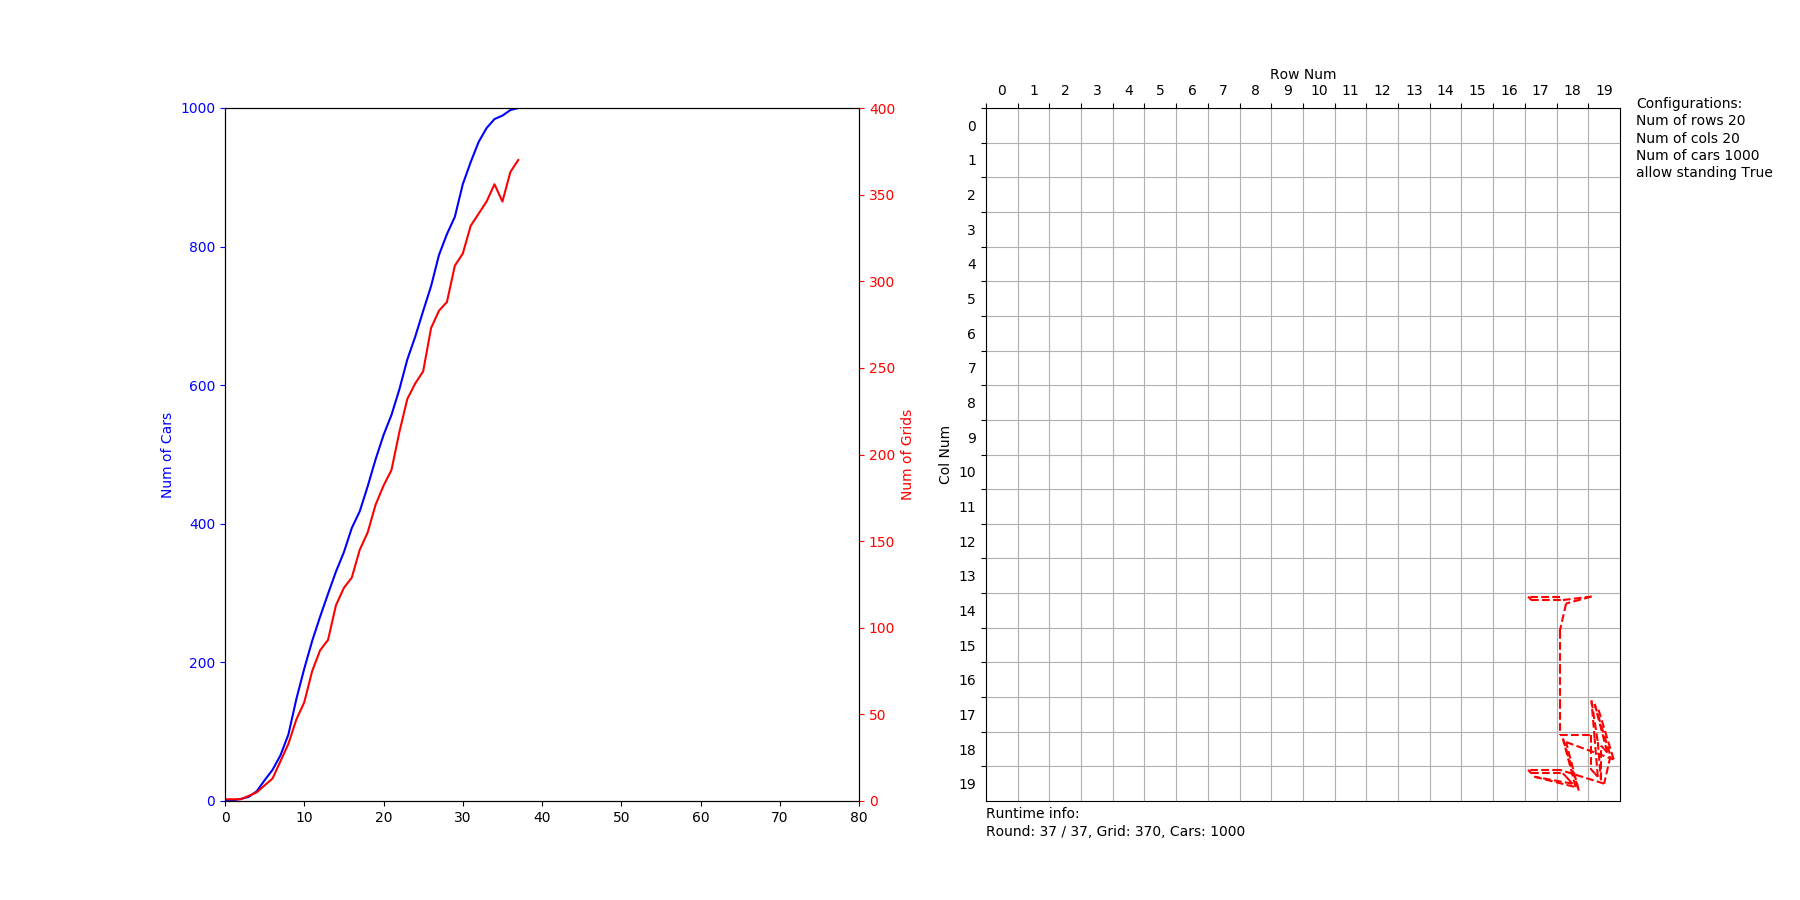 Num of Cars
1000
800
600
400
200
0
0 10 20 30 40 50 60 70 80
400
350
300
250
200
150
100
50
0
Num of Grids
Row Num
0 1 2 3 4 5 6 7 8 9 10 11 12 13 14 15 16 17 18 19
Col Num
0
1
2
3
4
5
6
7
8
9
10
11
12
13
14
15
16
17
18
19
Configurations:
Num of rows 20
Num of cols 20
Num of cars 1000
allow standing True
Runtime info:
Round: 37 / 37, Grid: 370, Cars: 1000